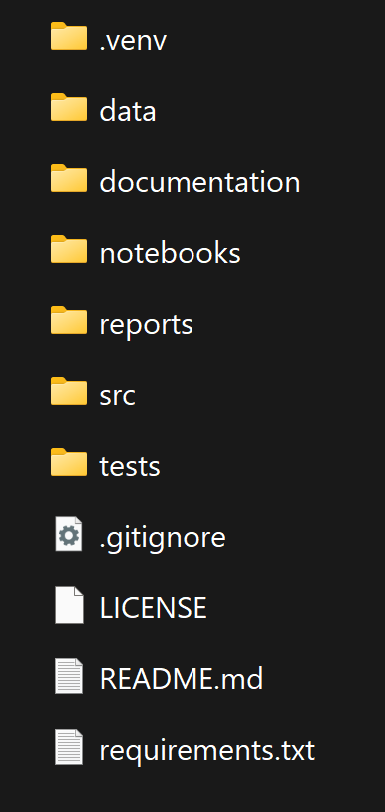 .venv
data
documentation
notebooks
reports
src
tests
.gitignore
LICENSE
README.md
requirements.txt